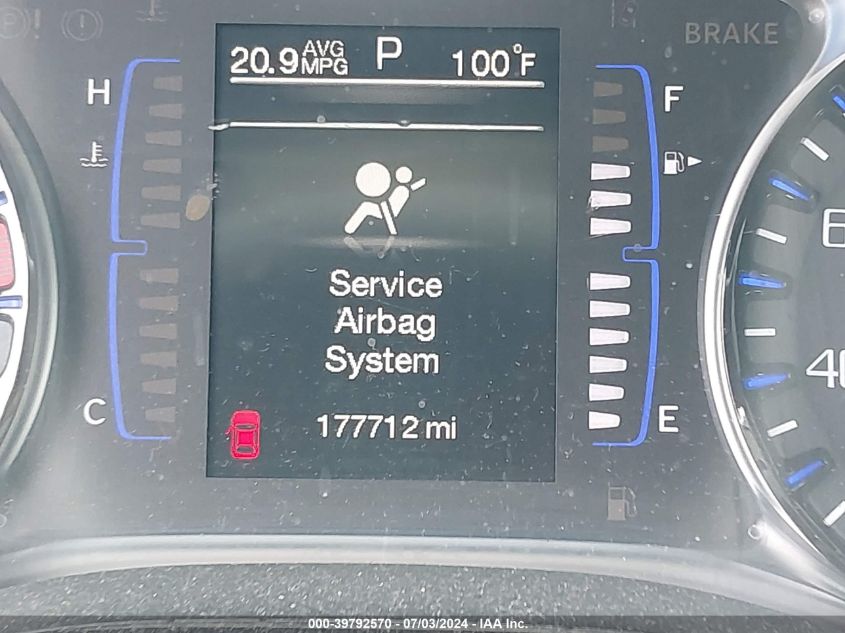 BRAKE
20.9 AVG MPG P 100°F
H
F
Service
Airbag
System
C
E
177712 mi
000-39792570 / 07/03/2024 - IAA Inc.